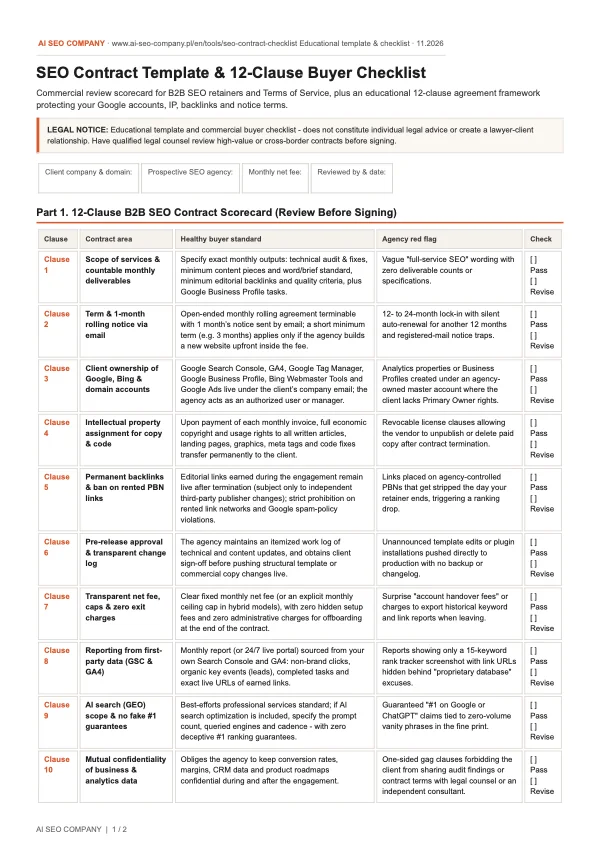 AI SEO COMPANY · www.ai-seo-company.pl/en/tools/seo-contract-checklist Educational template & checklist · 11.2026
SEO Contract Template & 12-Clause Buyer Checklist
Commercial review scorecard for B2B SEO retainers and Terms of Service, plus an educational 12-clause agreement framework
protecting your Google accounts, IP, backlinks and notice terms.
LEGAL NOTICE: Educational template and commercial buyer checklist - does not constitute individual legal advice or create a lawyer-client
relationship. Have qualified legal counsel review high-value or cross-border contracts before signing.
Client company & domain: Prospective SEO agency: Monthly net fee: Reviewed by & date:
Part 1. 12-Clause B2B SEO Contract Scorecard (Review Before Signing)
Clause Contract area Healthy buyer standard Agency red flag Check
Clause 1
Scope of services &
countable monthly
deliverables
Specify exact monthly outputs: technical audit & fixes,
minimum content pieces and word/brief standard,
minimum editorial backlinks and quality criteria, plus
Google Business Profile tasks.
Vague "full-service SEO" wording with
zero deliverable counts or
specifications.
[ ]
Pass
[ ]
Revise
Clause 2
Term & 1-month
rolling notice via
email
Open-ended monthly rolling agreement terminable
with 1 month's notice sent by email; a short minimum
term (e.g. 3 months) applies only if the agency builds
a new website upfront inside the fee.
12- to 24-month lock-in with silent
auto-renewal for another 12 months
and registered-mail notice traps.
[ ]
Pass
[ ]
Revise
Clause 3
Client ownership of
Google, Bing &
domain accounts
Google Search Console, GA4, Google Tag Manager,
Google Business Profile, Bing Webmaster Tools and
Google Ads live under the client's company email; the
agency acts as an authorized user or manager.
Analytics properties or Business
Profiles created under an agency-
owned master account where the
client lacks Primary Owner rights.
[ ]
Pass
[ ]
Revise
Clause 4
Intellectual property
assignment for copy
& code
Upon payment of each monthly invoice, full economic
copyright and usage rights to all written articles,
landing pages, graphics, meta tags and code fixes
transfer permanently to the client.
Revocable license clauses allowing
the vendor to unpublish or delete paid
copy after contract termination.
[ ]
Pass
[ ]
Revise
Clause 5
Permanent backlinks
& ban on rented PBN
links
Editorial links earned during the engagement remain
live after termination (subject only to independent
third-party publisher changes); strict prohibition on
rented link networks and Google spam-policy
violations.
Links placed on agency-controlled
PBNs that get stripped the day your
retainer ends, triggering a ranking
drop.
[ ]
Pass
[ ]
Revise
Clause 6
Pre-release approval
& transparent change
log
The agency maintains an itemized work log of
technical and content updates, and obtains client
sign-off before pushing structural template or
commercial copy changes live.
Unannounced template edits or plugin
installations pushed directly to
production with no backup or
changelog.
[ ]
Pass
[ ]
Revise
Clause 7
Transparent net fee,
caps & zero exit
charges
Clear fixed monthly net fee (or an explicit monthly
ceiling cap in hybrid models), with zero hidden setup
fees and zero administrative charges for offboarding
at the end of the contract.
Surprise "account handover fees" or
charges to export historical keyword
and link reports when leaving.
[ ]
Pass
[ ]
Revise
Clause 8
Reporting from first-
party data (GSC &
GA4)
Monthly report (or 24/7 live portal) sourced from your
own Search Console and GA4: non-brand clicks,
organic key events (leads), completed tasks and
exact live URLs of earned links.
Reports showing only a 15-keyword
rank tracker screenshot with link URLs
hidden behind "proprietary database"
excuses.
[ ]
Pass
[ ]
Revise
Clause 9
AI search (GEO)
scope & no fake #1
guarantees
Best-efforts professional services standard; if AI
search optimization is included, specify the prompt
count, queried engines and cadence - with zero
deceptive #1 ranking guarantees.
Guaranteed "#1 on Google or
ChatGPT" claims tied to zero-volume
vanity phrases in the fine print.
[ ]
Pass
[ ]
Revise
Clause 10
Mutual confidentiality
of business &
analytics data
Obliges the agency to keep conversion rates,
margins, CRM data and product roadmaps
confidential during and after the engagement.
One-sided gag clauses forbidding the
client from sharing audit findings or
contract terms with legal counsel or an
independent consultant.
[ ]
Pass
[ ]
Revise
AI SEO COMPANY | 1 / 2